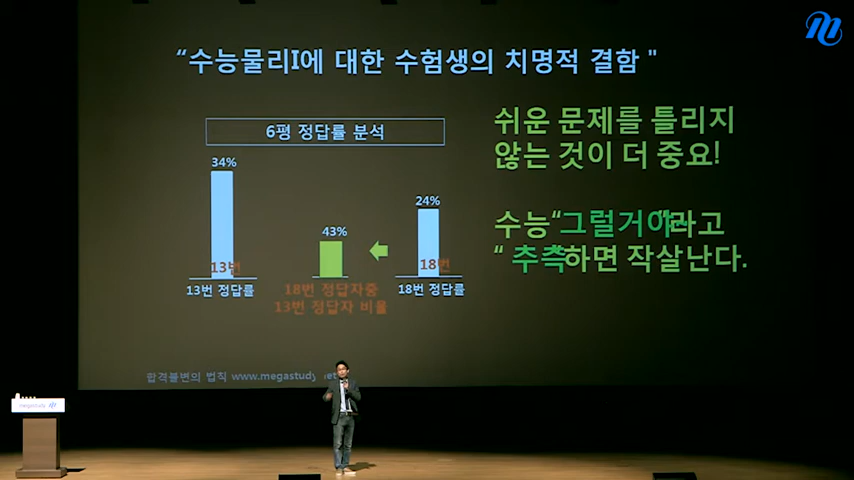 “수능물리I에 대한 수험생의 치명적 결함 "
6평 정답률 분석
34%
13번
13번 정답률
43%
18번 정답자중
13번 정답자 비율
24%
18번
18번 정답률
쉬운 문제를 틀리지
않는 것이 더 중요!
수능“그럴거야"라고
“ 추측하면 작살난다.
합격불변의 법칙 www.megastudy.net
megastudy